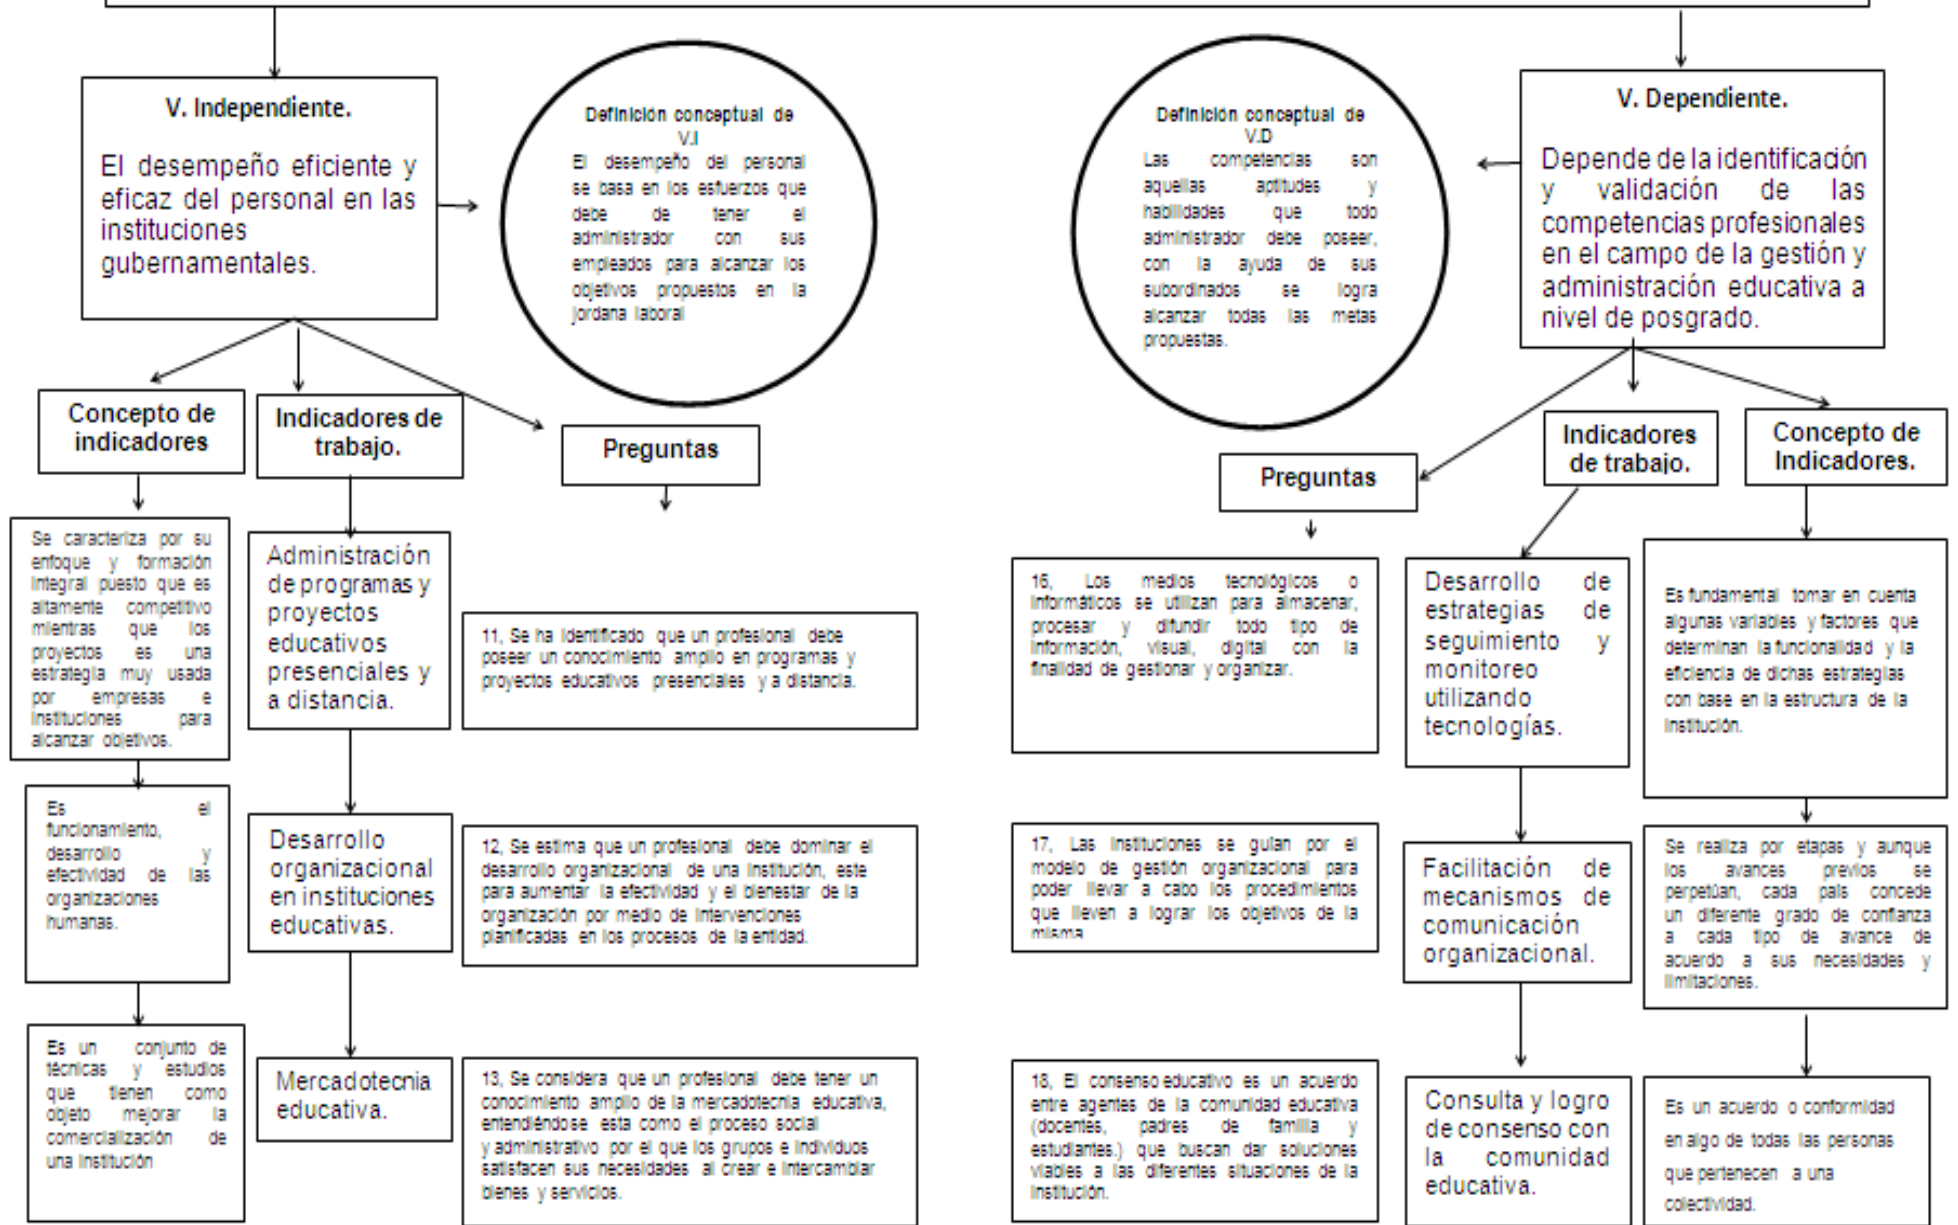 V. Independiente.
El desempeño eficiente y
eficaz del personal en las
instituciones
gubernamentales.
Definición conceptual de
V.I
El desempeño del personal
se basa en los esfuerzos que
debe de tener el
administrador con sus
empleados para alcanzar los
objetivos propuestos en la
jordana laboral
Definición conceptual de
V.D
Las competencias son
aquellas aptitudes y
habilidades que todo
administrador debe poseer,
con la ayuda de sus
subordinados se logra
alcanzar todas las metas
propuestas.
V. Dependiente.
Depende de la identificación
y validación de las
competencias profesionales
en el campo de la gestión y
administración educativa a
nivel de posgrado.
Concepto de
indicadores
Indicadores de
trabajo.
Preguntas
Preguntas
Indicadores
de trabajo.
Concepto de
Indicadores.
Se caracteriza por su
enfoque y formación
integral puesto que es
altamente competitivo
mientras que los
proyectos es una
estrategia muy usada
por empresas e
instituciones para
alcanzar objetivos.
Administración
de programas y
proyectos
educativos
presenciales y
a distancia.
11, Se ha identificado que un profesional debe
poseer un conocimiento amplio en programas y
proyectos educativos presenciales y a distancia.
16, Los medios tecnológicos o
informáticos se utilizan para almacenar,
procesar y difundir todo tipo de
información, visual, digital con la
finalidad de gestionar y organizar.
Desarrollo de
estrategias de
seguimiento y
monitoreo
utilizando
tecnologías.
Es fundamental tomar en cuenta
algunas variables y factores que
determinan la funcionalidad y la
eficiencia de dichas estrategias
con base en la estructura de la
institución.
Es el
funcionamiento,
desarrollo y
efectividad de las
organizaciones
humanas.
Desarrollo
organizacional
en instituciones
educativas.
12, Se estima que un profesional debe dominar el
desarrollo organizacional de una institución, este
para aumentar la efectividad y el bienestar de la
organización por medio de intervenciones
planificadas en los procesos de la entidad.
17, Las instituciones se guían por el
modelo de gestión organizacional para
poder llevar a cabo los procedimientos
que lleven a lograr los objetivos de la
misma
Facilitación de
mecanismos de
comunicación
organizacional.
Se realiza por etapas y aunque
los avances previos se
perpetúan, cada país concede
un diferente grado de confianza
a cada tipo de avance de
acuerdo a sus necesidades y
limitaciones.
Es un conjunto de
técnicas y estudios
que tienen como
objeto mejorar la
comercialización de
una institución
Mercadotecnia
educativa.
13, Se considera que un profesional debe tener un
conocimiento amplio de la mercadotecnia educativa,
entendiéndose esta como el proceso social
y administrativo por el que los grupos e individuos
satisfacen sus necesidades al crear e intercambiar
bienes y servicios.
18, El consenso educativo es un acuerdo
entre agentes de la comunidad educativa
(docentes, padres de familia y
estudiantes.) que buscan dar soluciones
viables a las diferentes situaciones de la
institución.
Consulta y logro
de consenso con
la comunidad
educativa.
Es un acuerdo o conformidad
en algo de todas las personas
que pertenecen a una
colectividad.